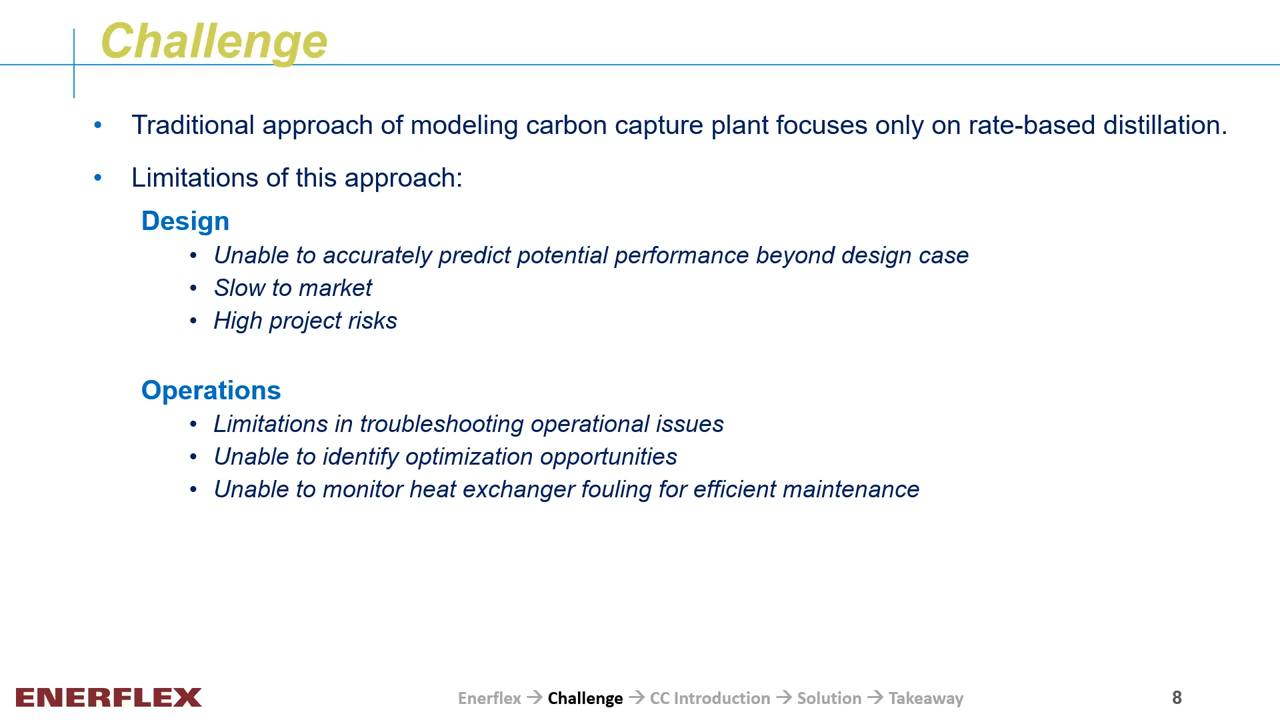 Challenge
• Traditional approach of modeling carbon capture plant focuses only on rate-based distillation.
• Limitations of this approach:
Design
• Unable to accurately predict potential performance beyond design case
• Slow to market
• High project risks
Operations
• Limitations in troubleshooting operational issues
• Unable to identify optimization opportunities
• Unable to monitor heat exchanger fouling for efficient maintenance
ENERFLEX
Enerflex → Challenge → CC Introduction → Solution → Takeaway
8